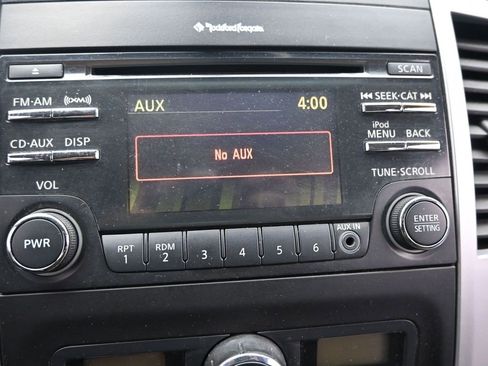 Rockford Fosgate
SCAN
FM·AM
AUX 4:00
SEEK·CAT
CD·AUX DISP
No AUX
iPod
MENU BACK
VOL
TUNE·SCROLL
PWR
ENTER
SETTING
RPT
1
RDM
2
3
4
5
6
AUX IN